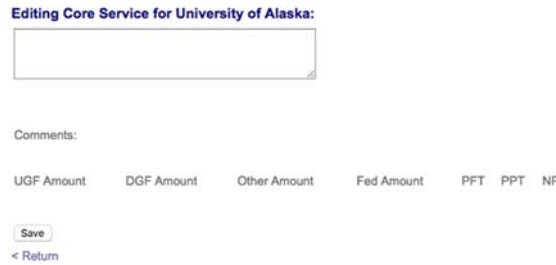 Editing Core Service for University of Alaska:
Comments:
UGF Amount DGF Amount Other Amount Fed Amount PFT PPT
Save
< Return